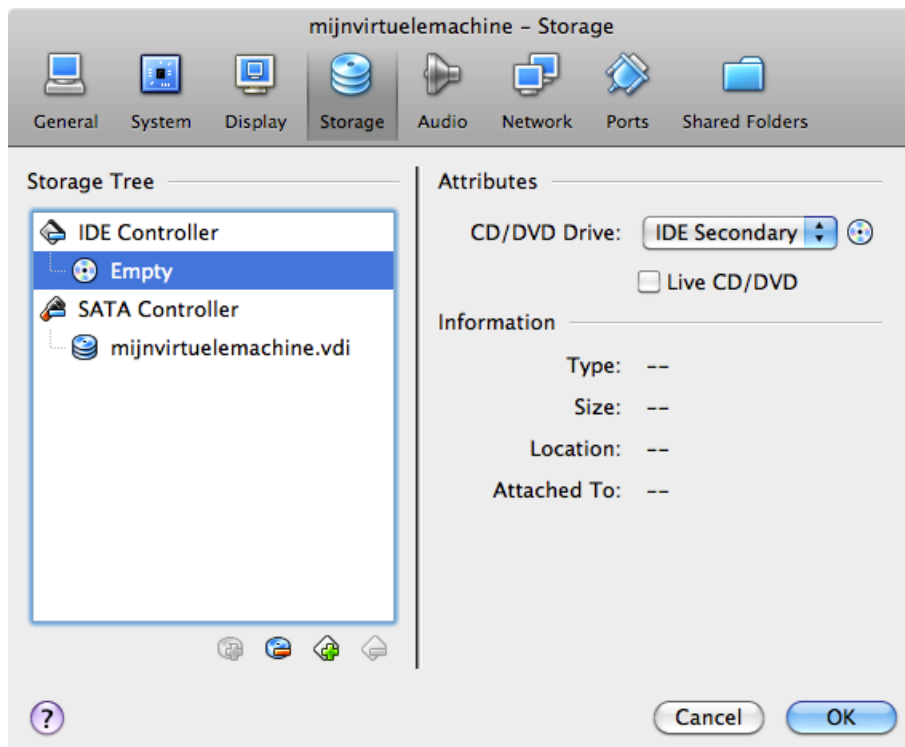 mijnvirtuelemachine – Storage
General System Display Storage Audio Network Ports Shared Folders
Storage Tree
IDE Controller
Empty
SATA Controller
mijnvirtuelemachine.vdi
Attributes
CD/DVD Drive: IDE Secondary
Live CD/DVD
Information
Type: --
Size: --
Location: --
Attached To: --
?
Cancel OK